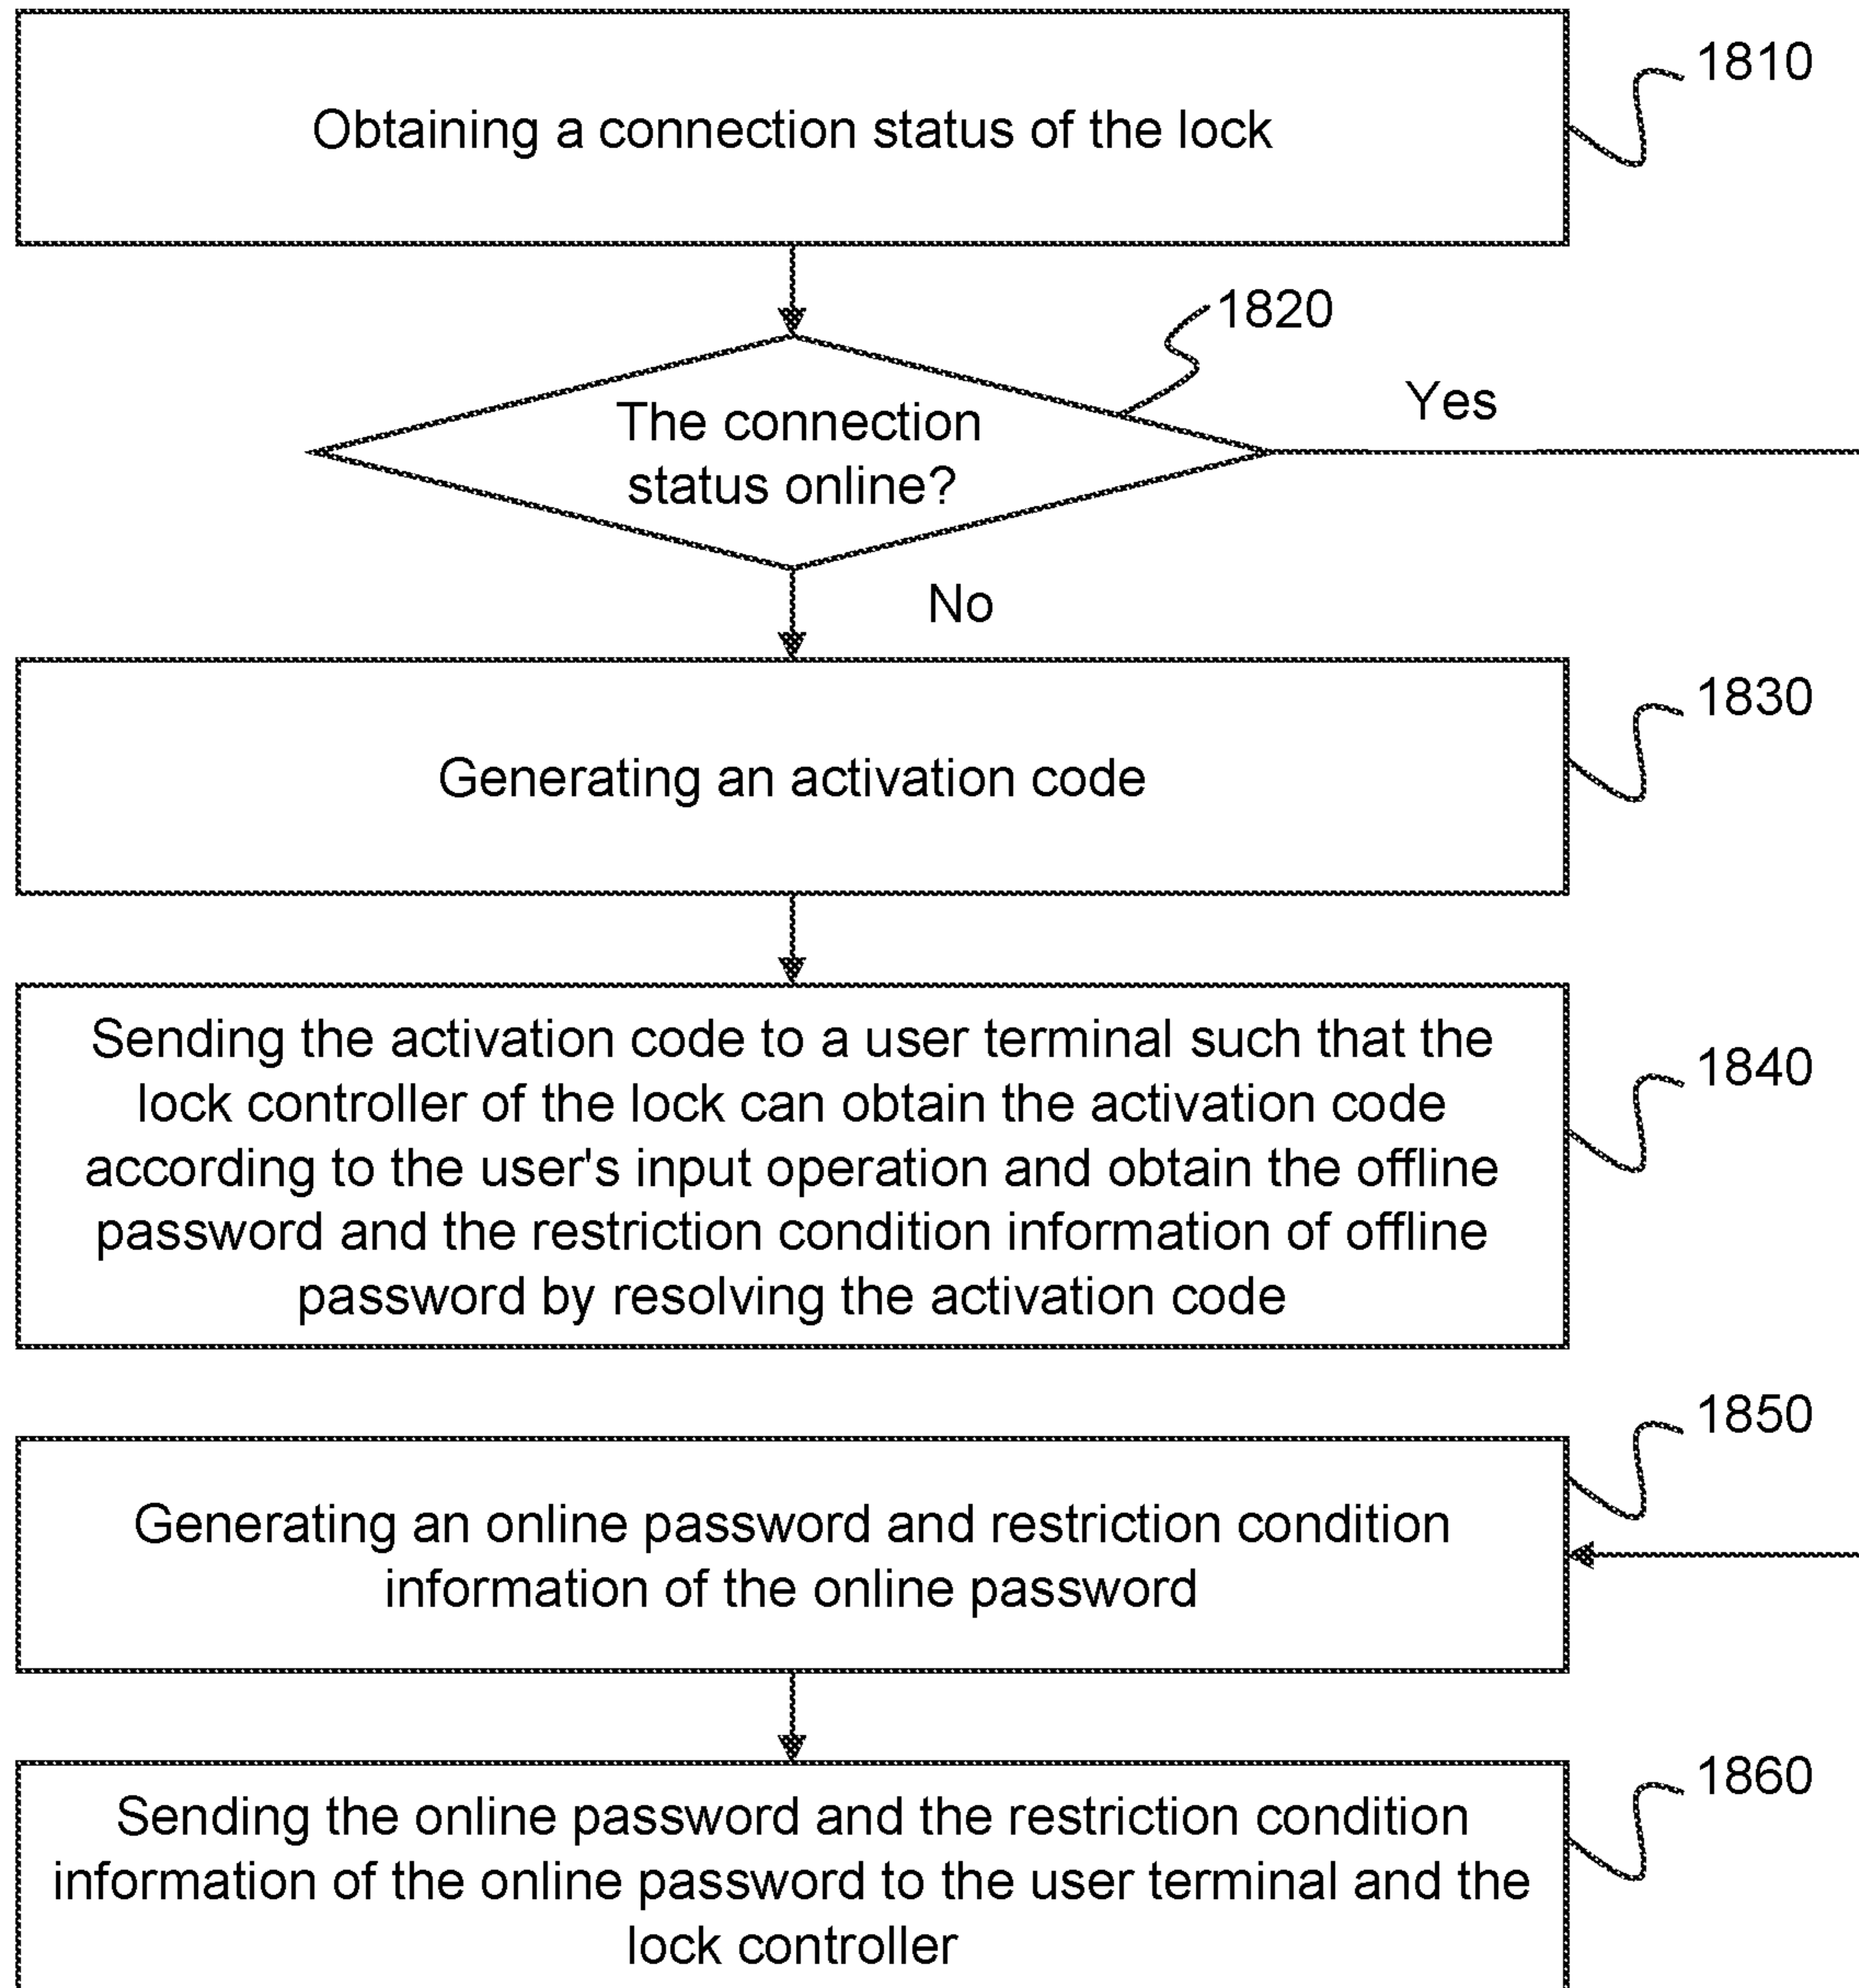 Obtaining a connection status of the lock
1810
1820
The connection
status online?
Yes
No
Generating an activation code
1830
Sending the activation code to a user terminal such that the
lock controller of the lock can obtain the activation code
according to the user's input operation and obtain the offline
password and the restriction condition information of offline
password by resolving the activation code
1840
1850
Generating an online password and restriction condition
information of the online password
1860
Sending the online password and the restriction condition
information of the online password to the user terminal and the
lock controller